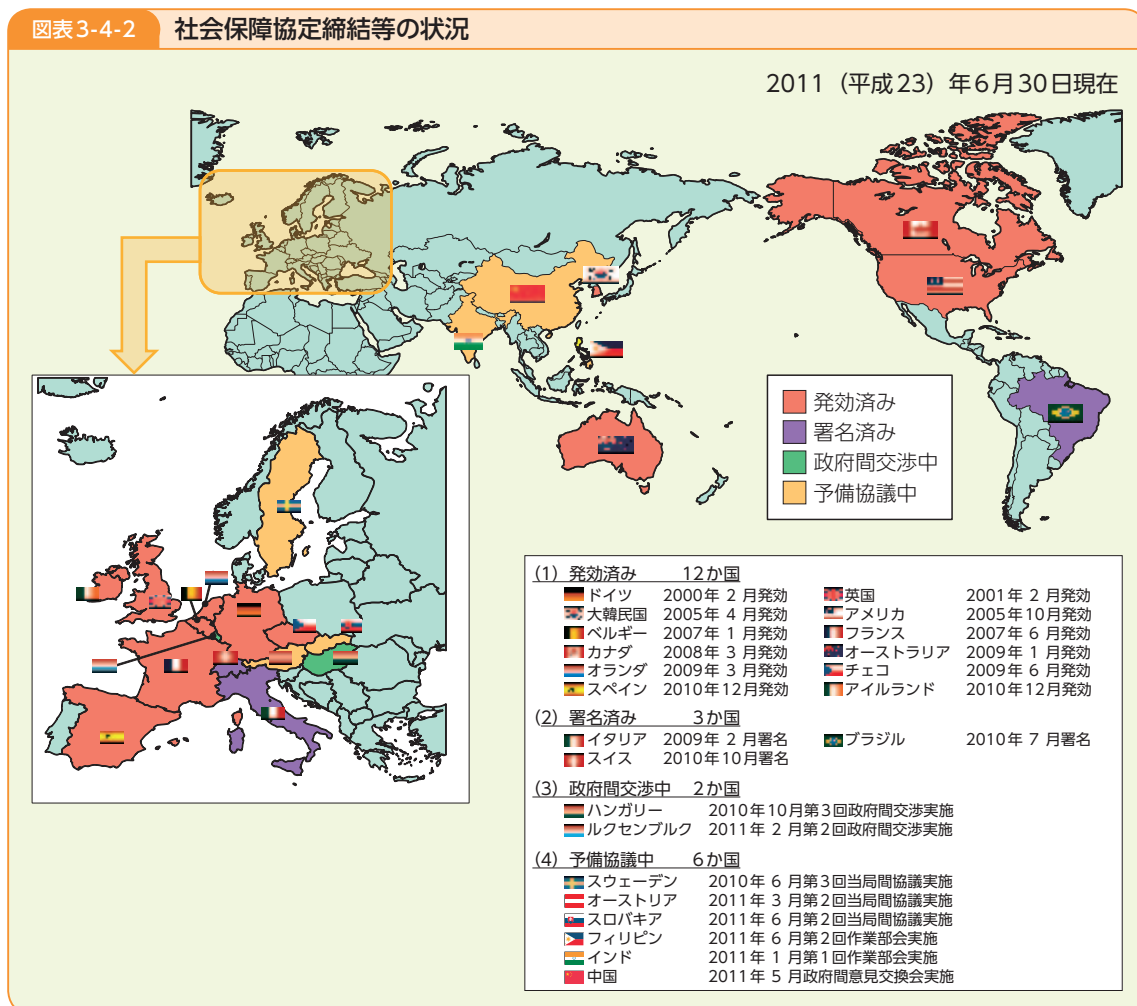 図表3-4-2 社会保障協定締結等の状況
2011（平成23）年6月30日現在
発効済み
署名済み
政府間交渉中
予備協議中
(1) 発効済み 12か国
ドイツ 2000年 2 月発効 英国 2001年 2 月発効
大韓民国 2005年 4 月発効 アメリカ 2005年10月発効
ベルギー 2007年 1 月発効 フランス 2007年 6 月発効
カナダ 2008年 3 月発効 オーストラリア 2009年 1 月発効
オランダ 2009年 3 月発効 チェコ 2009年 6 月発効
スペイン 2010年12月発効 アイルランド 2010年12月発効
(2) 署名済み 3か国
イタリア 2009年 2 月署名 ブラジル 2010年 7 月署名
スイス 2010年10月署名
(3) 政府間交渉中 2か国
ハンガリー 2010年10月第3回政府間交渉実施
ルクセンブルク 2011年 2 月第2回政府間交渉実施
(4) 予備協議中 6か国
スウェーデン 2010年 6 月第3回当局間協議実施
オーストリア 2011年 3 月第2回当局間協議実施
スロバキア 2011年 6 月第2回当局間協議実施
フィリピン 2011年 6 月第2回作業部会実施
インド 2011年 1 月第1回作業部会実施
中国 2011年 5 月政府間意見交換会実施